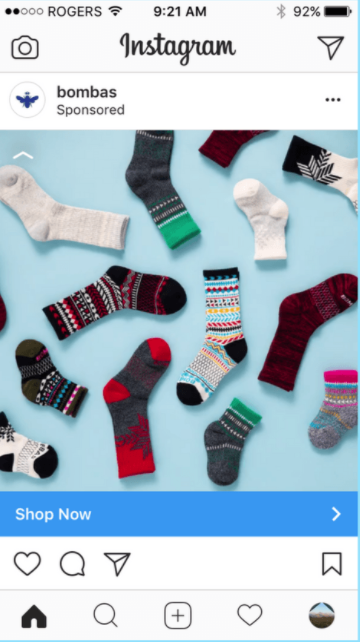 ROGERS 9:21 AM 92%
Instagram
bombas
Sponsored
Shop Now